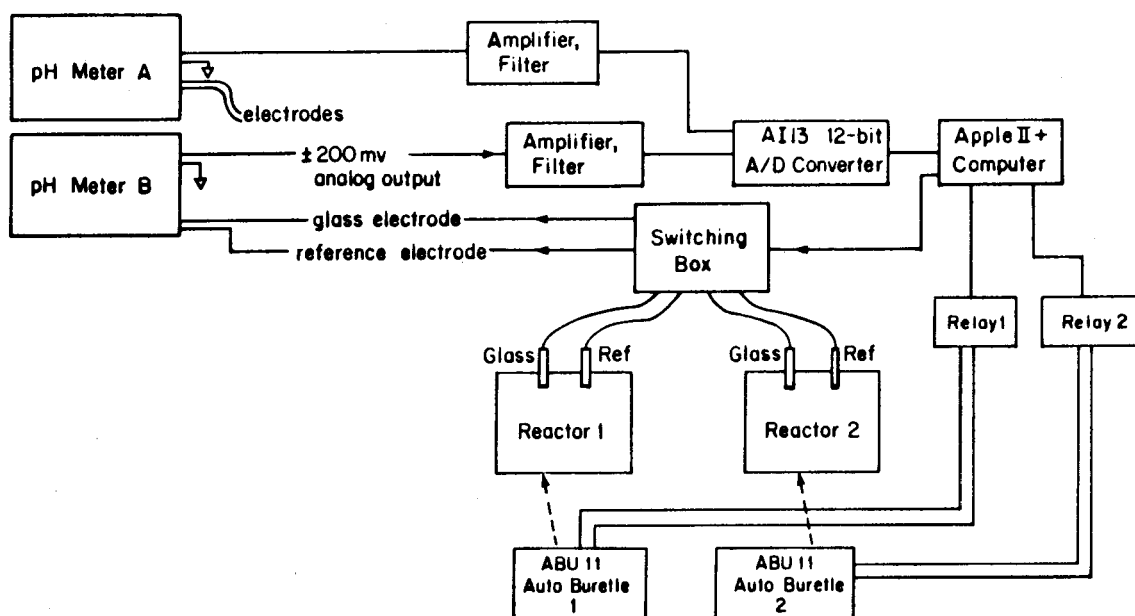 pH Meter A
electrodes
Amplifier,
Filter
pH Meter B
±200 mv
analog output
Amplifier,
Filter
AI13 12-bit
A/D Converter
Apple II +
Computer
glass electrode
reference electrode
Switching
Box
Relay 1
Relay 2
Glass
Ref
Glass
Ref
Reactor 1
Reactor 2
ABU 11
Auto Burette
1
ABU 11
Auto Burette
2